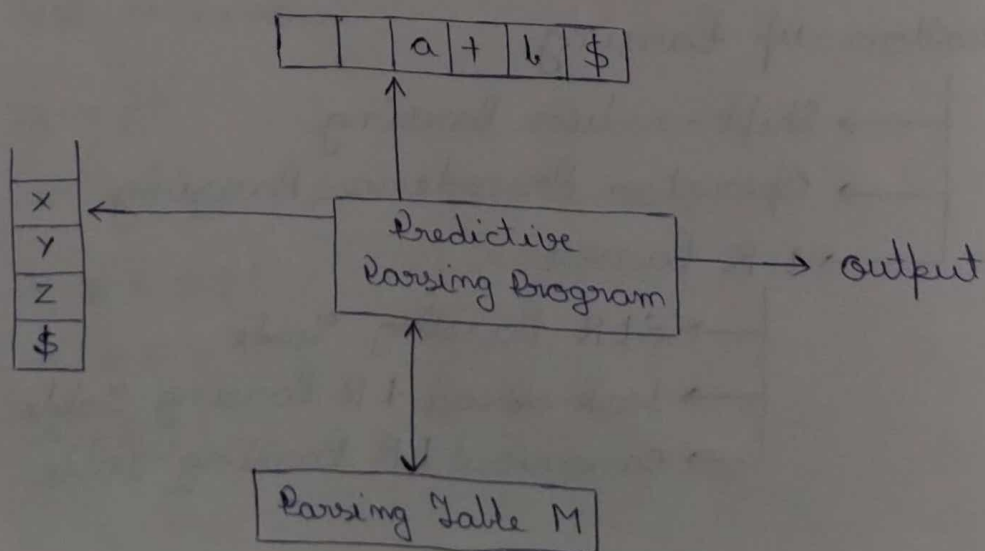 a + b $
X
Y
Z
$
Predictive
Parsing Program
output
Parsing Table M